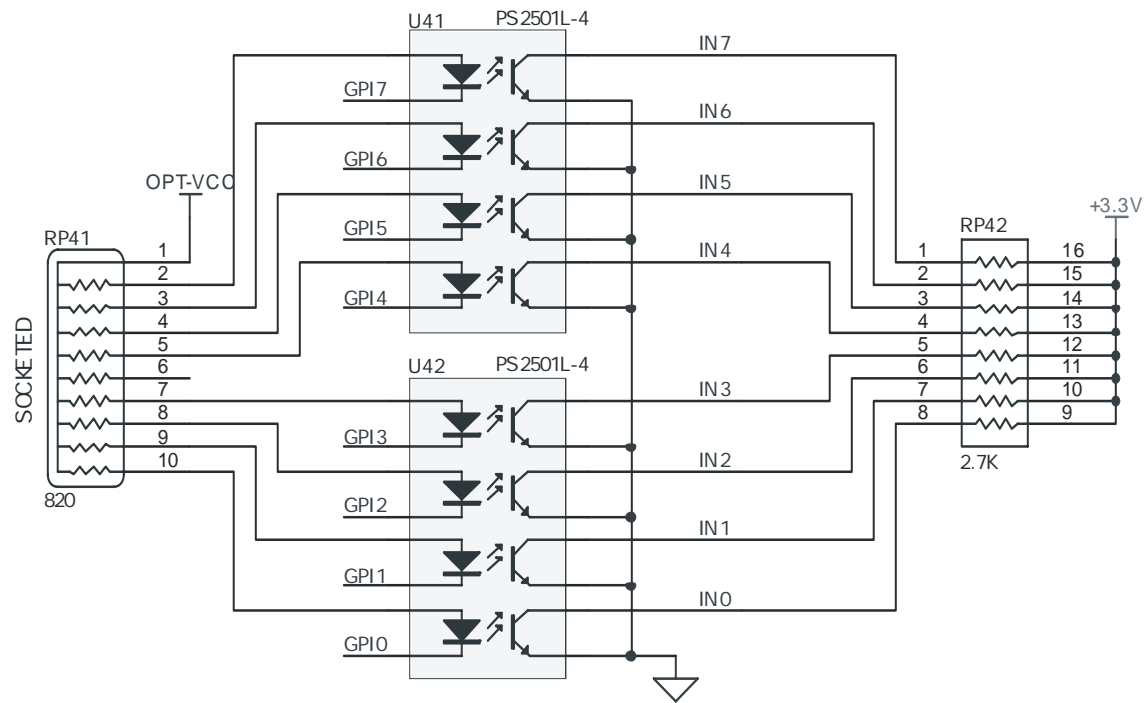 U41 PS2501L-4
IN7
GPI7
IN6
GPI6
OPT-VCC
IN5
GPI5
+3.3V
RP41
RP42
IN4
GPI4
1
2
3
4
5
6
7
8
9
10
SOCKETED
820
1 16
2 15
3 14
4 13
5 12
6 11
7 10
8 9
2.7K
U42 PS2501L-4
IN3
GPI3
IN2
GPI2
IN1
GPI1
IN0
GPI0